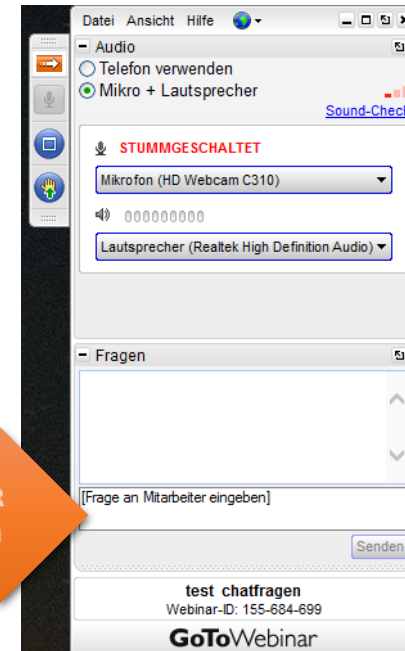 Datei Ansicht Hilfe
Audio
Telefon verwenden
Mikro + Lautsprecher
Sound-Check
STUMMGESCHALTET
Mikrofon (HD Webcam C310)
000000000
Lautsprecher (Realtek High Definition Audio)
Fragen
R
[Frage an Mitarbeiter eingeben]
Senden
test chatfragen
Webinar-ID: 155-684-699
GoToWebinar